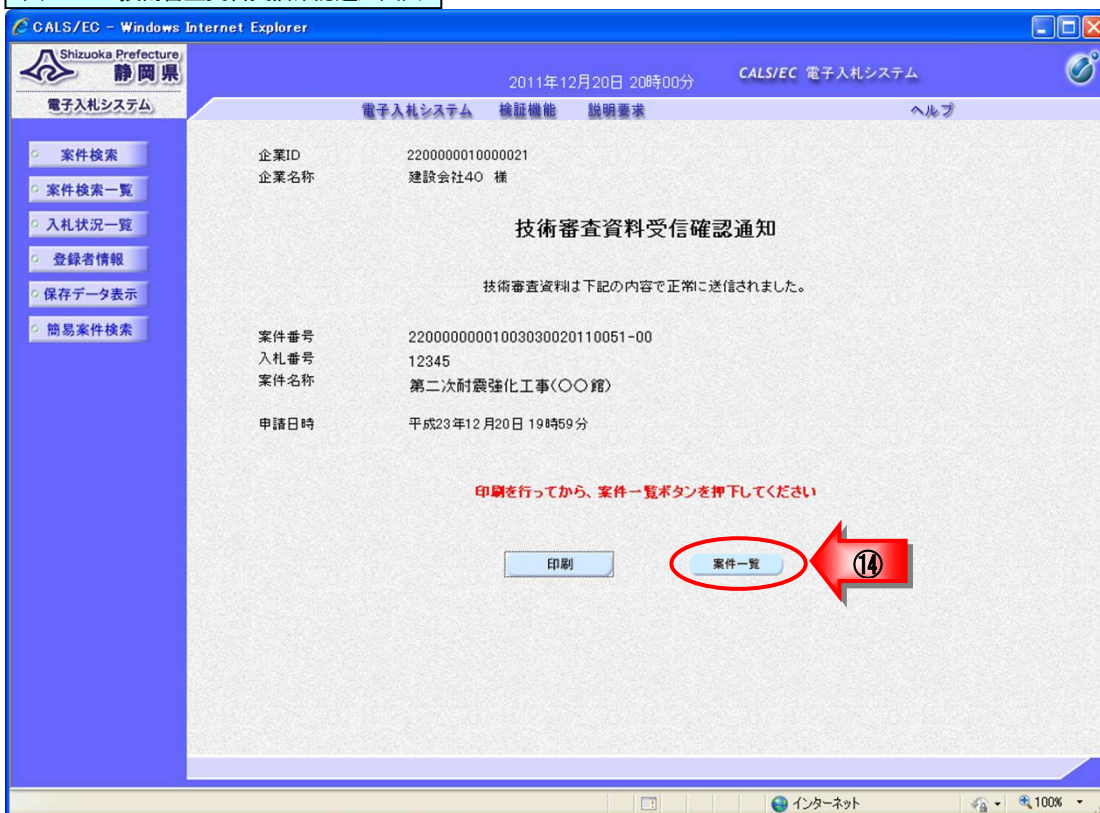 CALS/EC - Windows Internet Explorer
Shizuoka Prefecture
静岡県
2011年12月20日 20時00分
CALS/EC 電子入札システム
電子入札システム
電子入札システム 検証機能 説明要求 ヘルプ
案件検索
案件検索一覧
入札状況一覧
登録者情報
保存データ表示
簡易案件検索
企業ID 2200000010000021
企業名称 建設会社40 様
技術審査資料受信確認通知
技術審査資料は下記の内容で正常に送信されました。
案件番号 22000000001003030020110051-00
入札番号 12345
案件名称 第二次耐震強化工事(〇〇館)
申請日時 平成23年12月20日 19時59分
印刷を行ってから、案件一覧ボタンを押下してください
印刷 案件一覧 ⑭
インターネット 100%